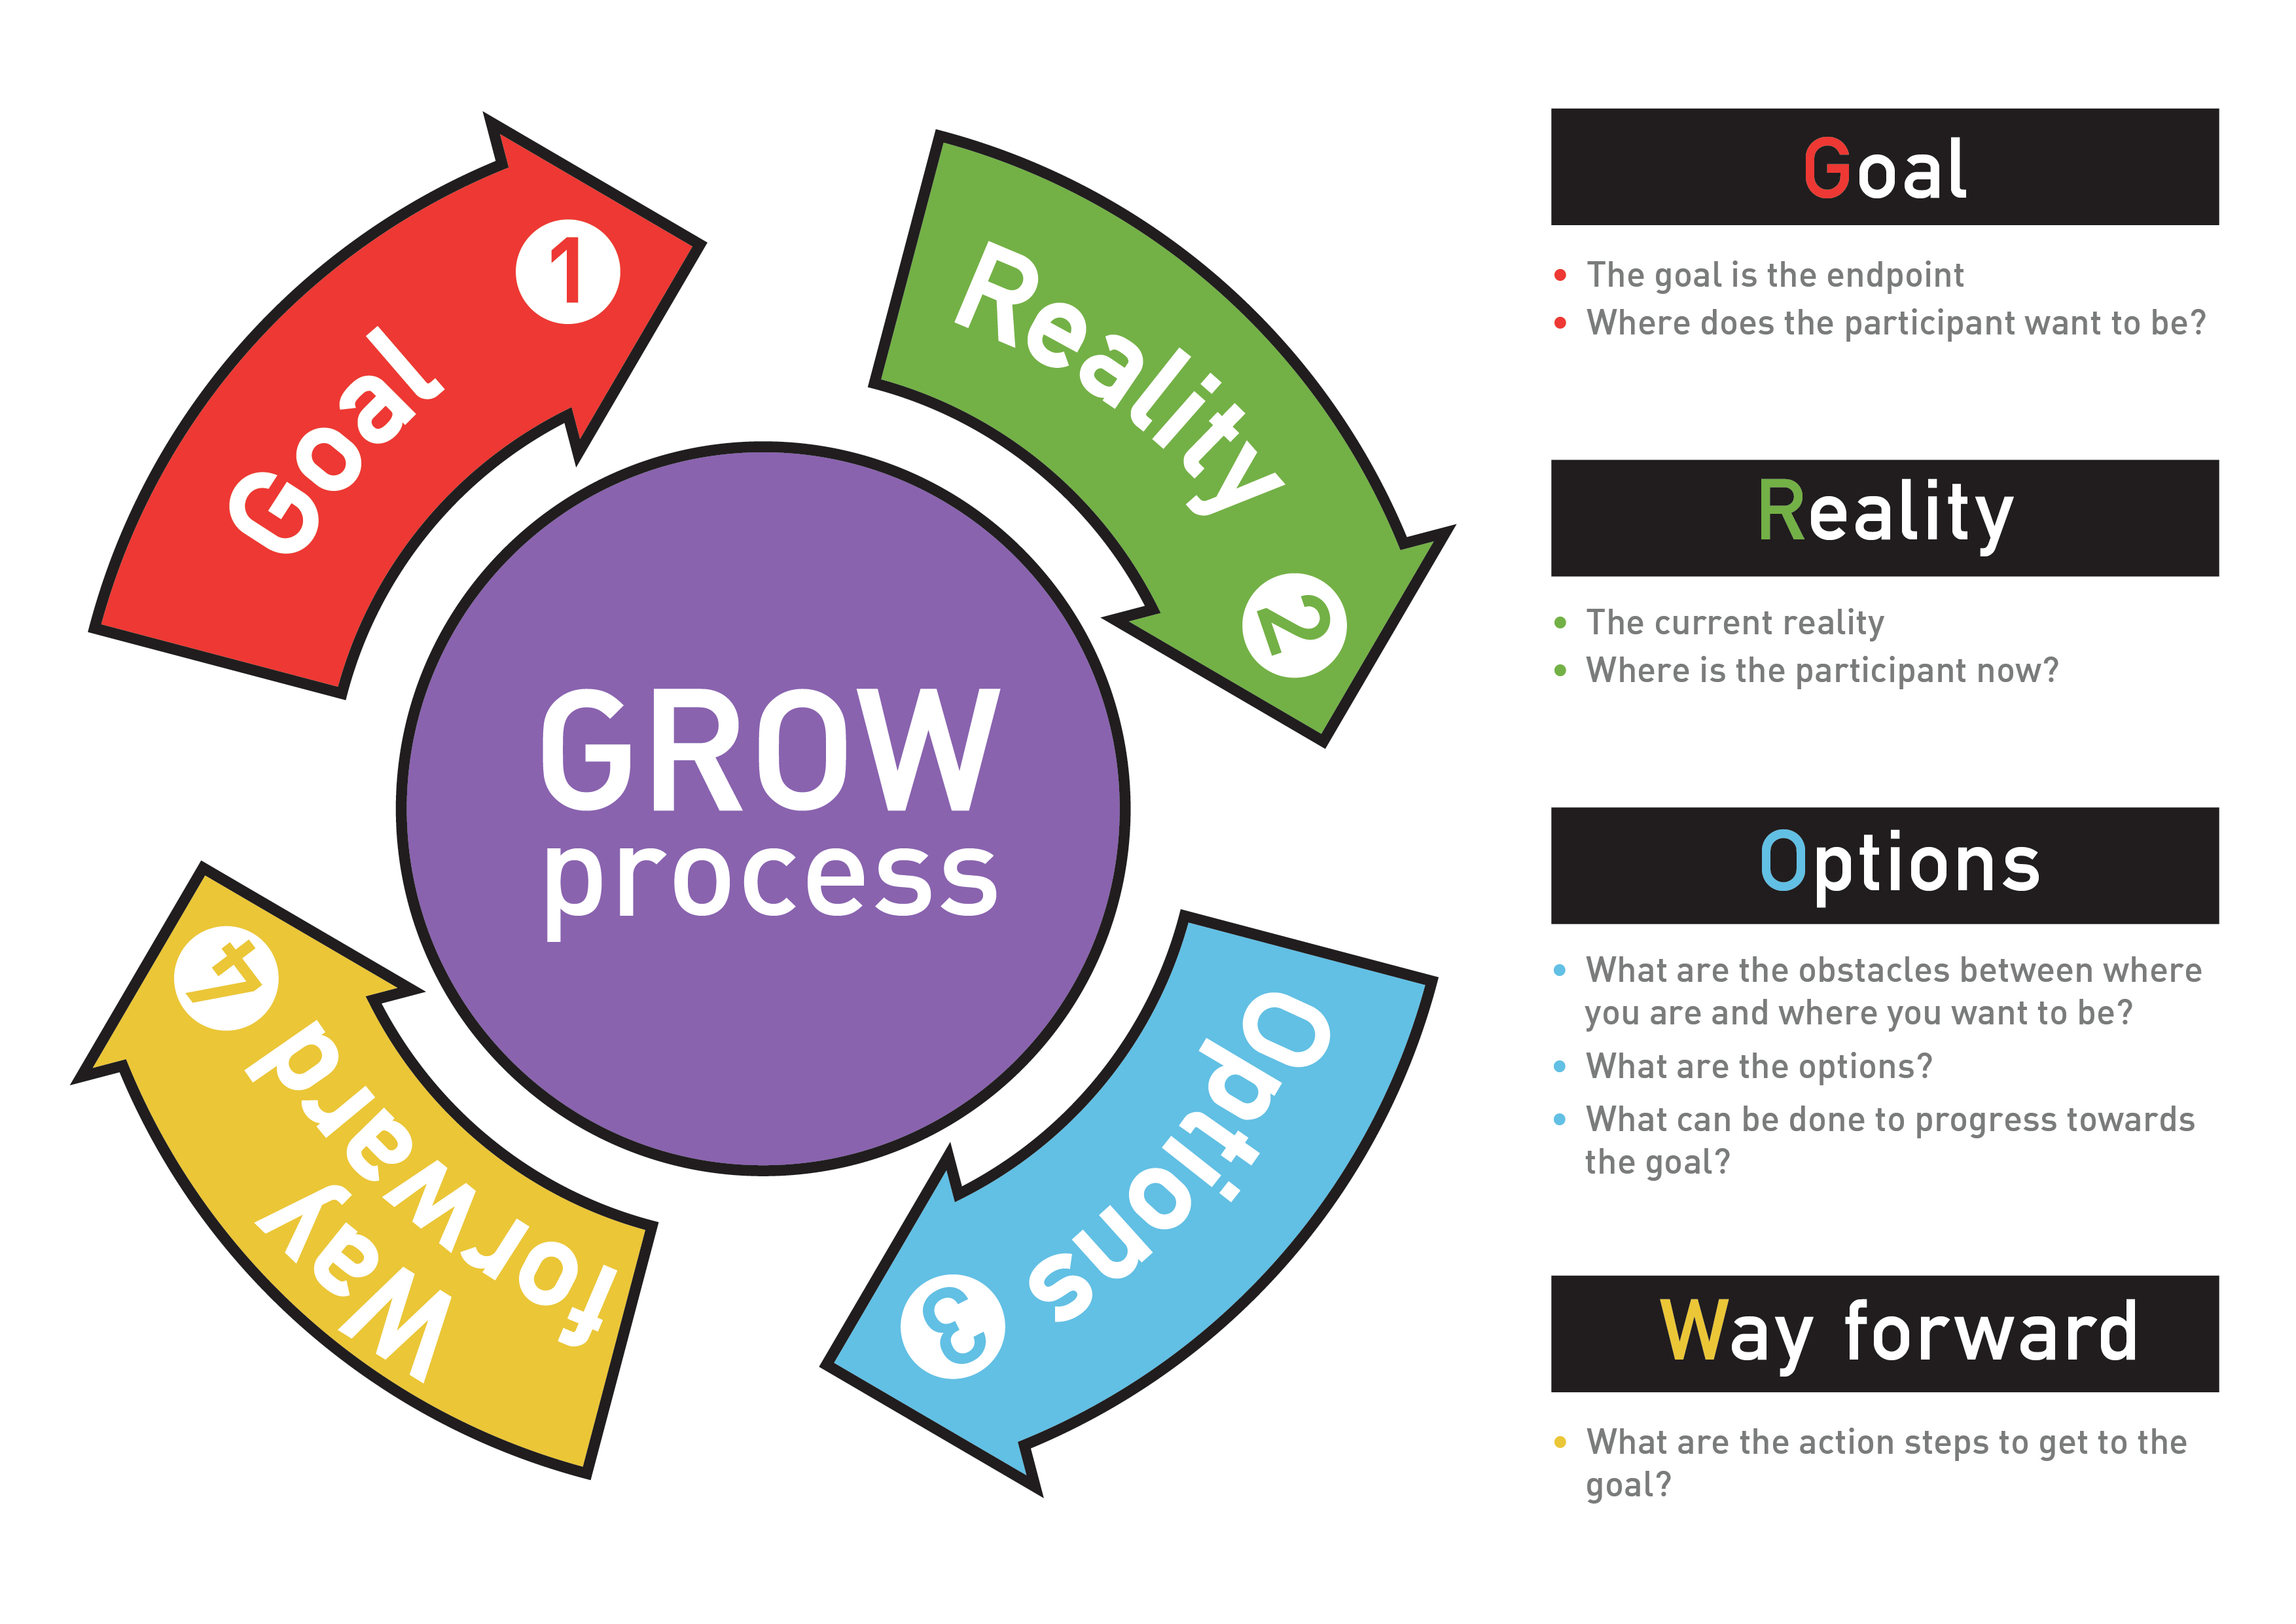 Goal
1
Reality
2
Options
3
Way
forward
4
GROW
process
Goal
• The goal is the endpoint
• Where does the participant want to be?
Reality
• The current reality
• Where is the participant now?
Options
• What are the obstacles between where
you are and where you want to be?
• What are the options?
• What can be done to progress towards
the goal?
Way forward
• What are the action steps to get to the
goal?